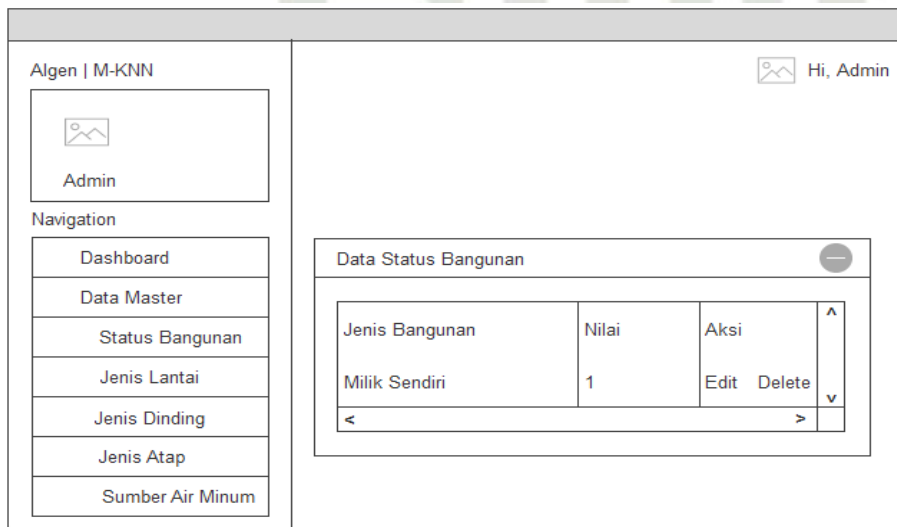 Algen | M-KNN
Hi, Admin
Admin
Navigation
Dashboard
Data Master
Status Bangunan
Jenis Lantai
Jenis Dinding
Jenis Atap
Sumber Air Minum
Data Status Bangunan
Jenis Bangunan Nilai Aksi
Milik Sendiri 1 Edit Delete